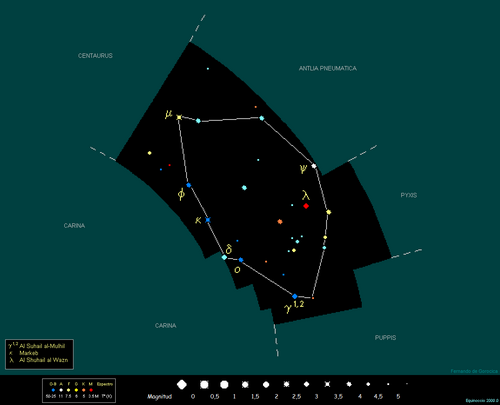 CENTAURUS
ANTLIA PNEUMATICA
μ
ψ
λ
PYXIS
φ
κ
CARINA
δ
ο
γ 1,2
CARINA
PUPPIS
γ1,2 Al Suhail al-Muhlif
κ Markeb
λ Al Shuhail al Wazn
O-B A F G K M Espectro
Magnitud 0 0,5 1 1,5 2 2,5 3 3,5 4 4,5 5
Equinoccio 2000.0